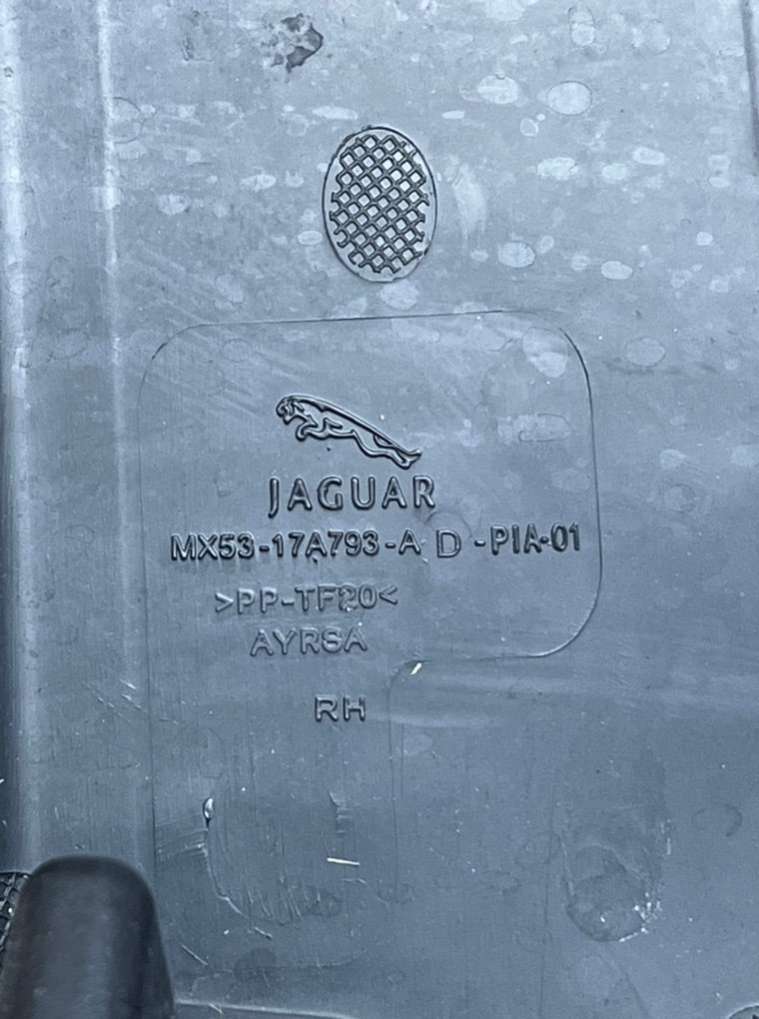 JAGUAR
MX53-17A793-A D -PIA-01
>PP-TF20<
AYRSA
RH